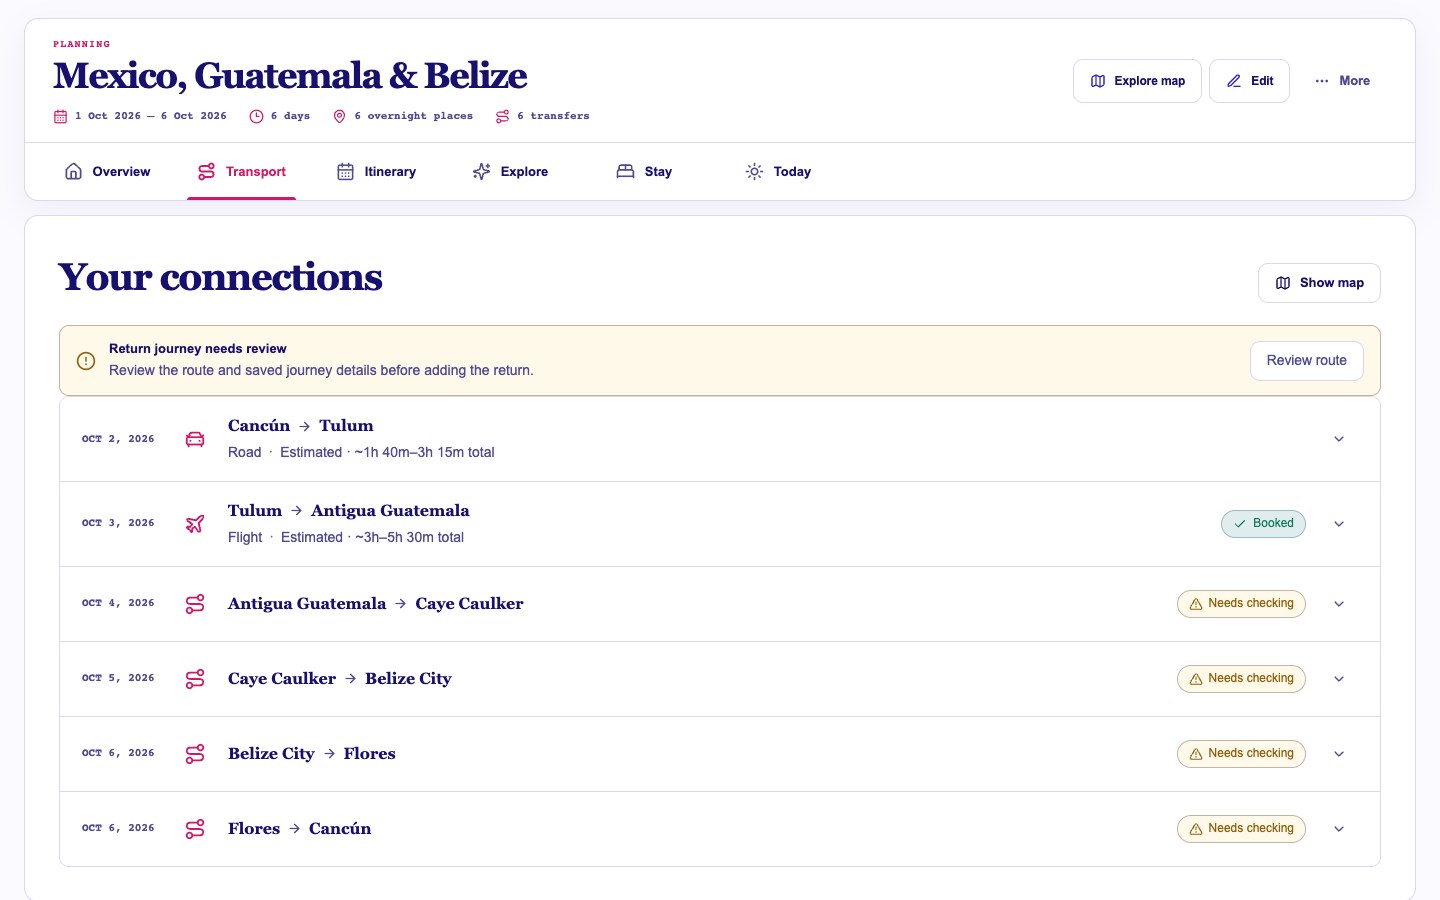 PLANNING
Mexico, Guatemala & Belize
1 Oct 2026 — 6 Oct 2026 6 days 6 overnight places 6 transfers
Explore map Edit ··· More
Overview Transport Itinerary Explore Stay Today
Your connections
Show map
Return journey needs review
Review the route and saved journey details before adding the return.
Review route
OCT 2, 2026
Cancún → Tulum
Road · Estimated · ~1h 40m–3h 15m total
OCT 3, 2026
Tulum → Antigua Guatemala
Flight · Estimated · ~3h–5h 30m total
Booked
OCT 4, 2026 Antigua Guatemala → Caye Caulker Needs checking
OCT 5, 2026 Caye Caulker → Belize City Needs checking
OCT 6, 2026 Belize City → Flores Needs checking
OCT 6, 2026 Flores → Cancún Needs checking